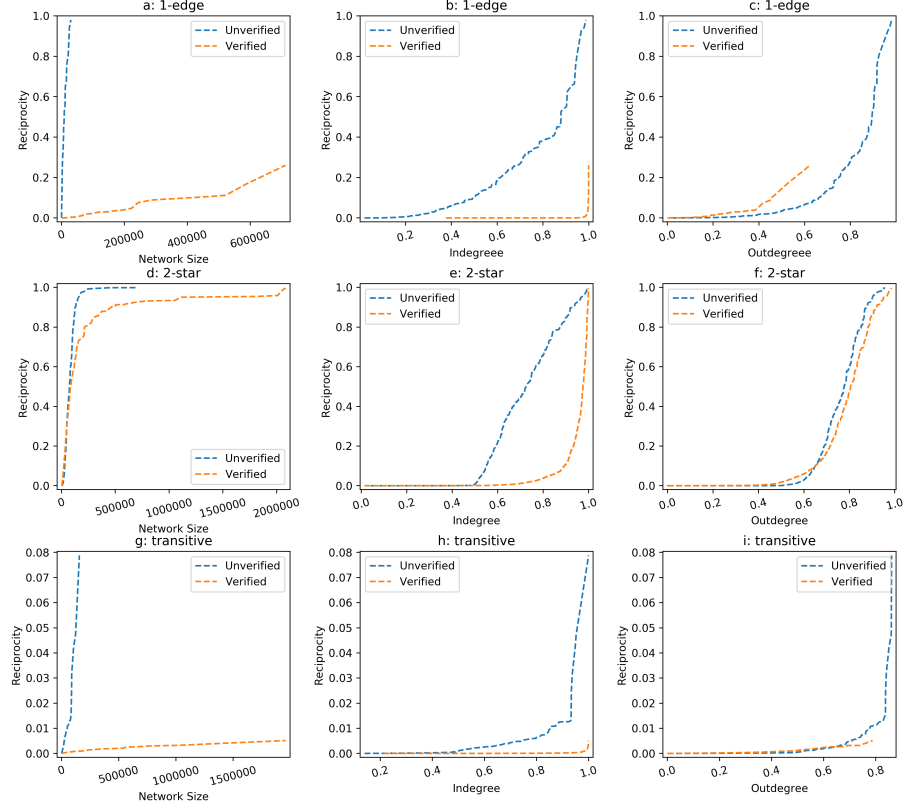 a: 1-edge
1.0
0.8
0.6
0.4
0.2
0.0
Reciprocity
Unverified
Verified
0
200000
400000
600000
Network Size
b: 1-edge
1.0
0.8
0.6
0.4
0.2
0.0
Reciprocity
Unverified
Verified
0.2
0.4
0.6
0.8
1.0
Indegreee
c: 1-edge
1.0
0.8
0.6
0.4
0.2
0.0
Reciprocity
Unverified
Verified
0.0
0.2
0.4
0.6
0.8
Outdegree
d: 2-star
1.0
0.8
0.6
0.4
0.2
0.0
Reciprocity
Unverified
Verified
0
500000
1000000
1500000
2000000
Network Size
e: 2-star
1.0
0.8
0.6
0.4
0.2
0.0
Reciprocity
Unverified
Verified
0.0
0.2
0.4
0.6
0.8
1.0
Indegree
f: 2-star
1.0
0.8
0.6
0.4
0.2
0.0
Reciprocity
Unverified
Verified
0.0
0.2
0.4
0.6
0.8
1.0
Outdegree
g: transitive
0.08
0.07
0.06
0.05
0.04
0.03
0.02
0.01
0.00
Reciprocity
Unverified
Verified
0
500000
1000000
1500000
Network Size
h: transitive
0.08
0.07
0.06
0.05
0.04
0.03
0.02
0.01
0.00
Reciprocity
Unverified
Verified
0.2
0.4
0.6
0.8
1.0
Indegree
i: transitive
0.08
0.07
0.06
0.05
0.04
0.03
0.02
0.01
0.00
Reciprocity
Unverified
Verified
0.0
0.2
0.4
0.6
0.8
Outdegree